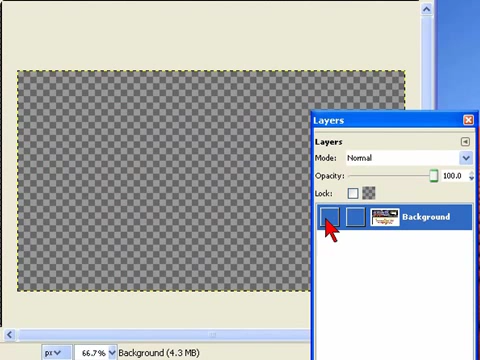 Layers
Layers
Mode: Normal
Opacity: 100.0
Lock:
Background
px 66.7% Background (4.3 MB)